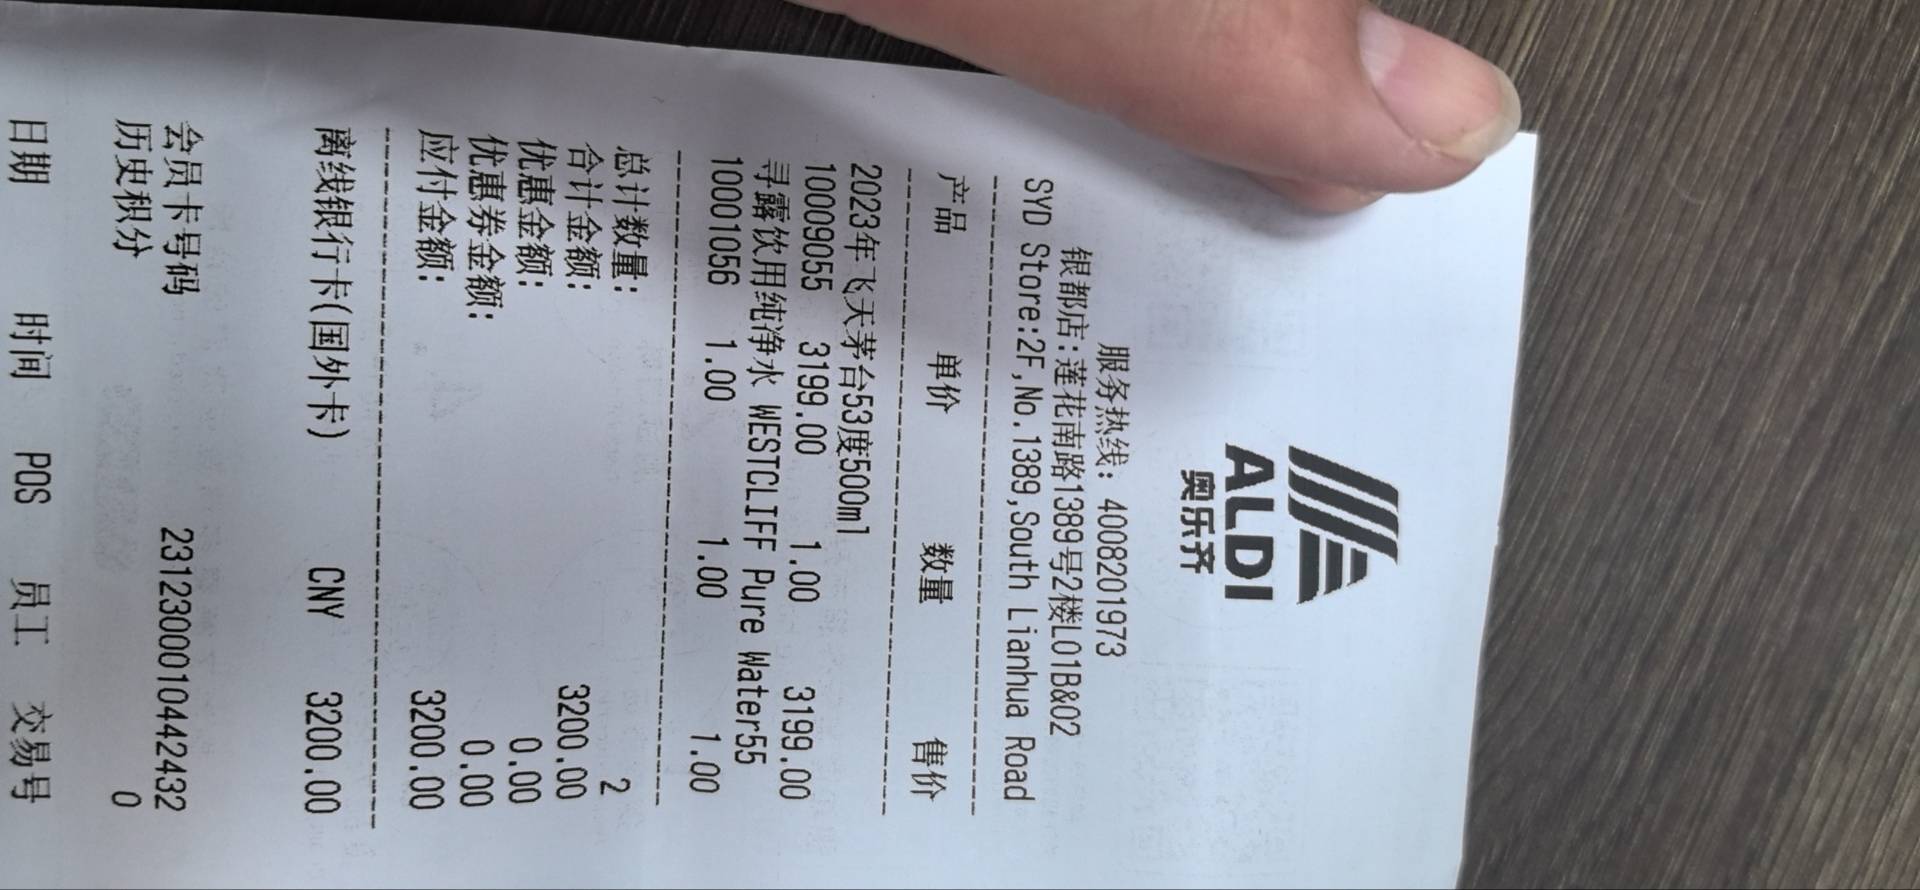 ALDI
奥乐齐
服务热线: 4008201973
银都店:莲花南路1389号2楼L01B&02
SYD Store:2F,No.1389,South Lianhua Road
产品 单价 数量 售价
2023年飞天茅台53度500ml
10009055 3199.00 1.00 3199.00
寻露饮用纯净水 WESTCLIFF Pure Water55
10001056 1.00 1.00 1.00
总计数量: 2
合计金额: 3200.00
优惠金额: 0.00
优惠券金额: 0.00
应付金额: 3200.00
离线银行卡(国外卡) CNY 3200.00
会员卡号码 2312300010442432
历史积分 0
日期 时间 POS 员工 交易号